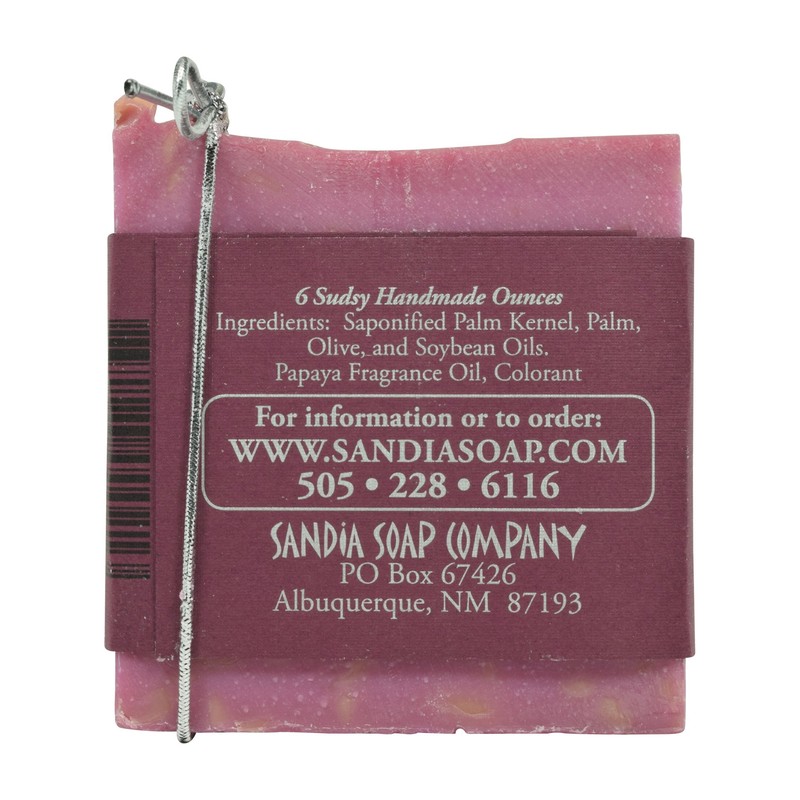 6 Sudsy Handmade Ounces
Ingredients: Saponified Palm Kernel, Palm,
Olive, and Soybean Oils.
Papaya Fragrance Oil, Colorant
For information or to order:
WWW.SANDIASOAP.COM
505 • 228 • 6116
SANDiA SOAP COMPANY
PO Box 67426
Albuquerque, NM 87193